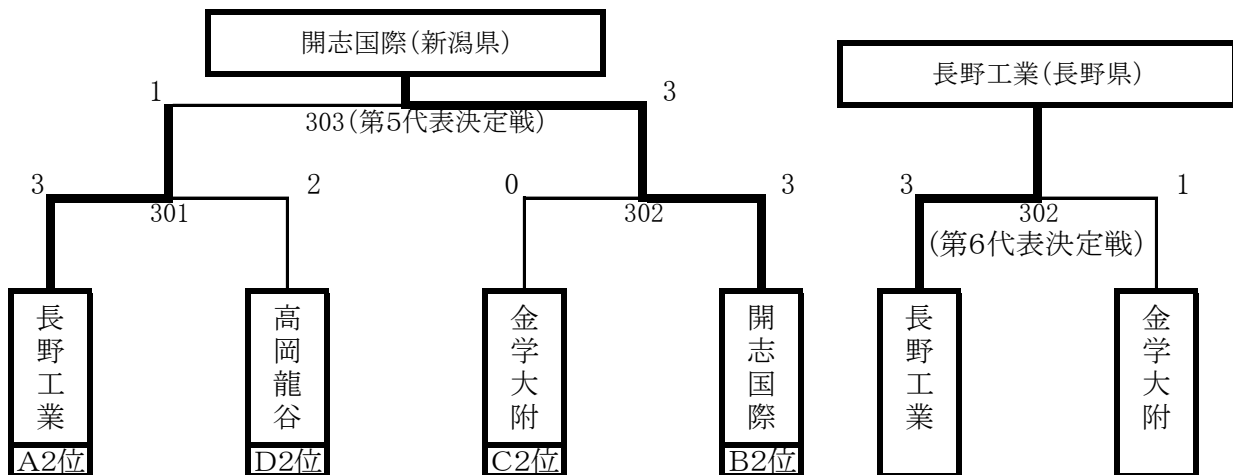 開志国際(新潟県)
長野工業(長野県)
1
3
303(第5代表決定戦)
3
2
0
3
3
1
301
302
302
(第6代表決定戦)
長野工業
高岡龍谷
金学大附
開志国際
長野工業
金学大附
A2位
D2位
C2位
B2位